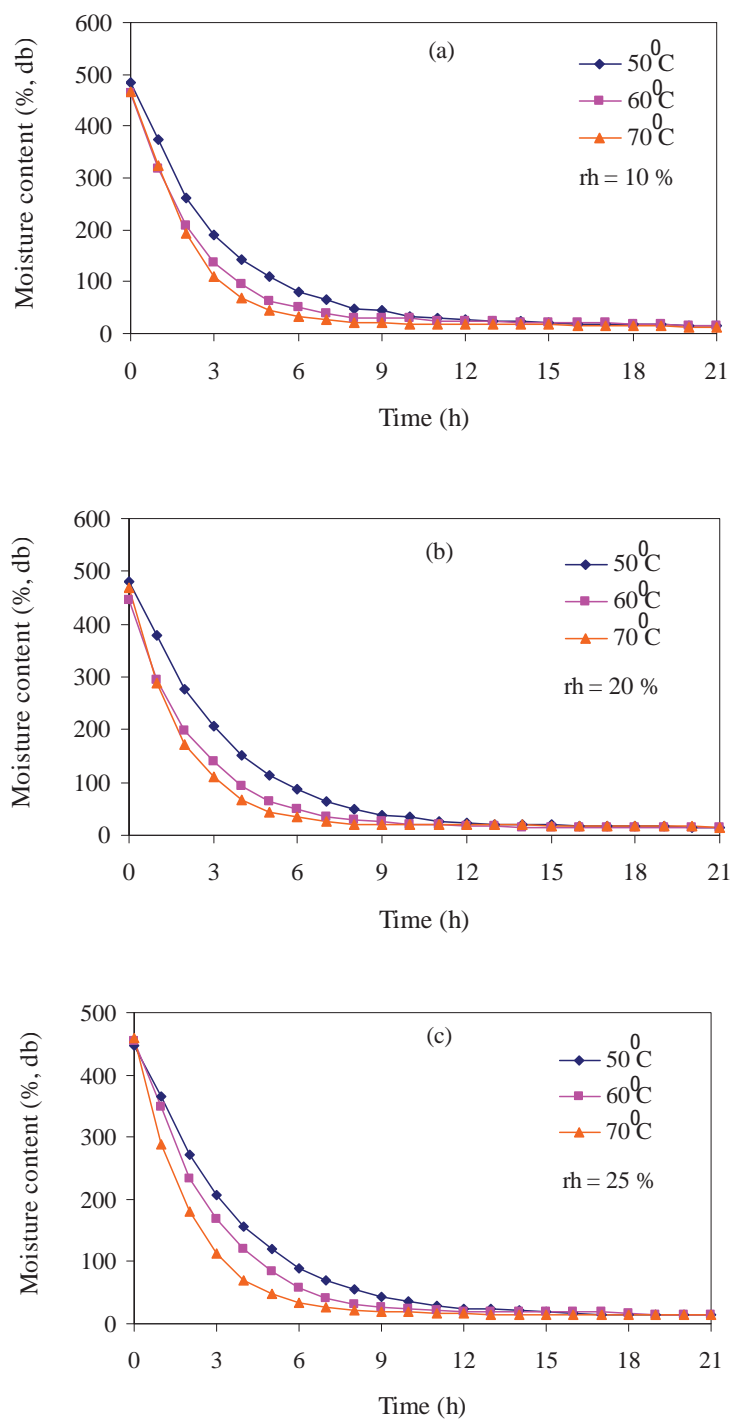 600
500
400
300
200
100
0
Moisture content (%, db)
(a)
50⁰C
60⁰C
70⁰C
rh = 10 %
0 3 6 9 12 15 18 21
Time (h)
600
500
400
300
200
100
0
Moisture content (%, db)
(b)
50⁰C
60⁰C
70⁰C
rh = 20 %
0 3 6 9 12 15 18 21
Time (h)
500
400
300
200
100
0
Moisture content (%, db)
(c)
50⁰C
60⁰C
70⁰C
rh = 25 %
0 3 6 9 12 15 18 21
Time (h)